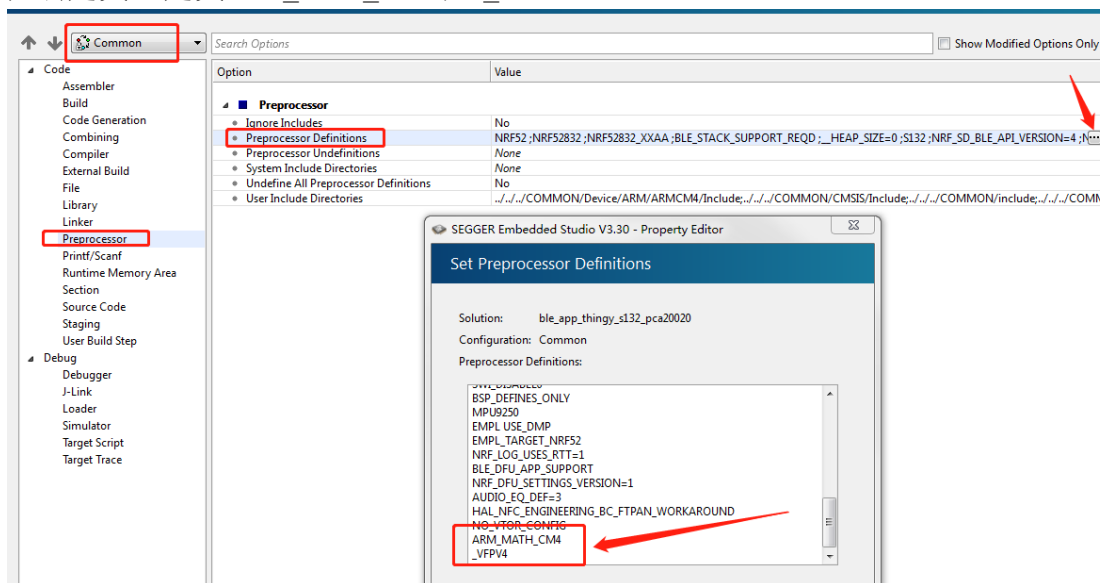 Common
Search Options
Show Modified Options Only
Code
Assembler
Build
Code Generation
Combining
Compiler
External Build
File
Library
Linker
Preprocessor
Printf/Scanf
Runtime Memory Area
Section
Source Code
Staging
User Build Step
Debug
Debugger
J-Link
Loader
Simulator
Target Script
Target Trace
Option Value
Preprocessor
Ignore Includes No
Preprocessor Definitions NRF52 ;NRF52832 ;NRF52832_XXAA ;BLE_STACK_SUPPORT_REQD ;__HEAP_SIZE=0 ;S132 ;NRF_SD_BLE_API_VERSION=4 ;N ...
Preprocessor Undefinitions None
System Include Directories None
Undefine All Preprocessor Definitions No
User Include Directories ../../../COMMON/Device/ARM/ARMCM4/Include;../../../COMMON/CMSIS/Include;../../../COMMON/include;../../../COMM
SEGGER Embedded Studio V3.30 - Property Editor
Set Preprocessor Definitions
Solution: ble_app_thingy_s132_pca20020
Configuration: Common
Preprocessor Definitions:
SWI_DISABLE0
BSP_DEFINES_ONLY
MPU9250
EMPL USE_DMP
EMPL_TARGET_NRF52
NRF_LOG_USES_RTT=1
BLE_DFU_APP_SUPPORT
NRF_DFU_SETTINGS_VERSION=1
AUDIO_EQ_DEF=3
HAL_NFC_ENGINEERING_BC_FTPAN_WORKAROUND
NO_VTOR_CONFIG
ARM_MATH_CM4
_VFPV4